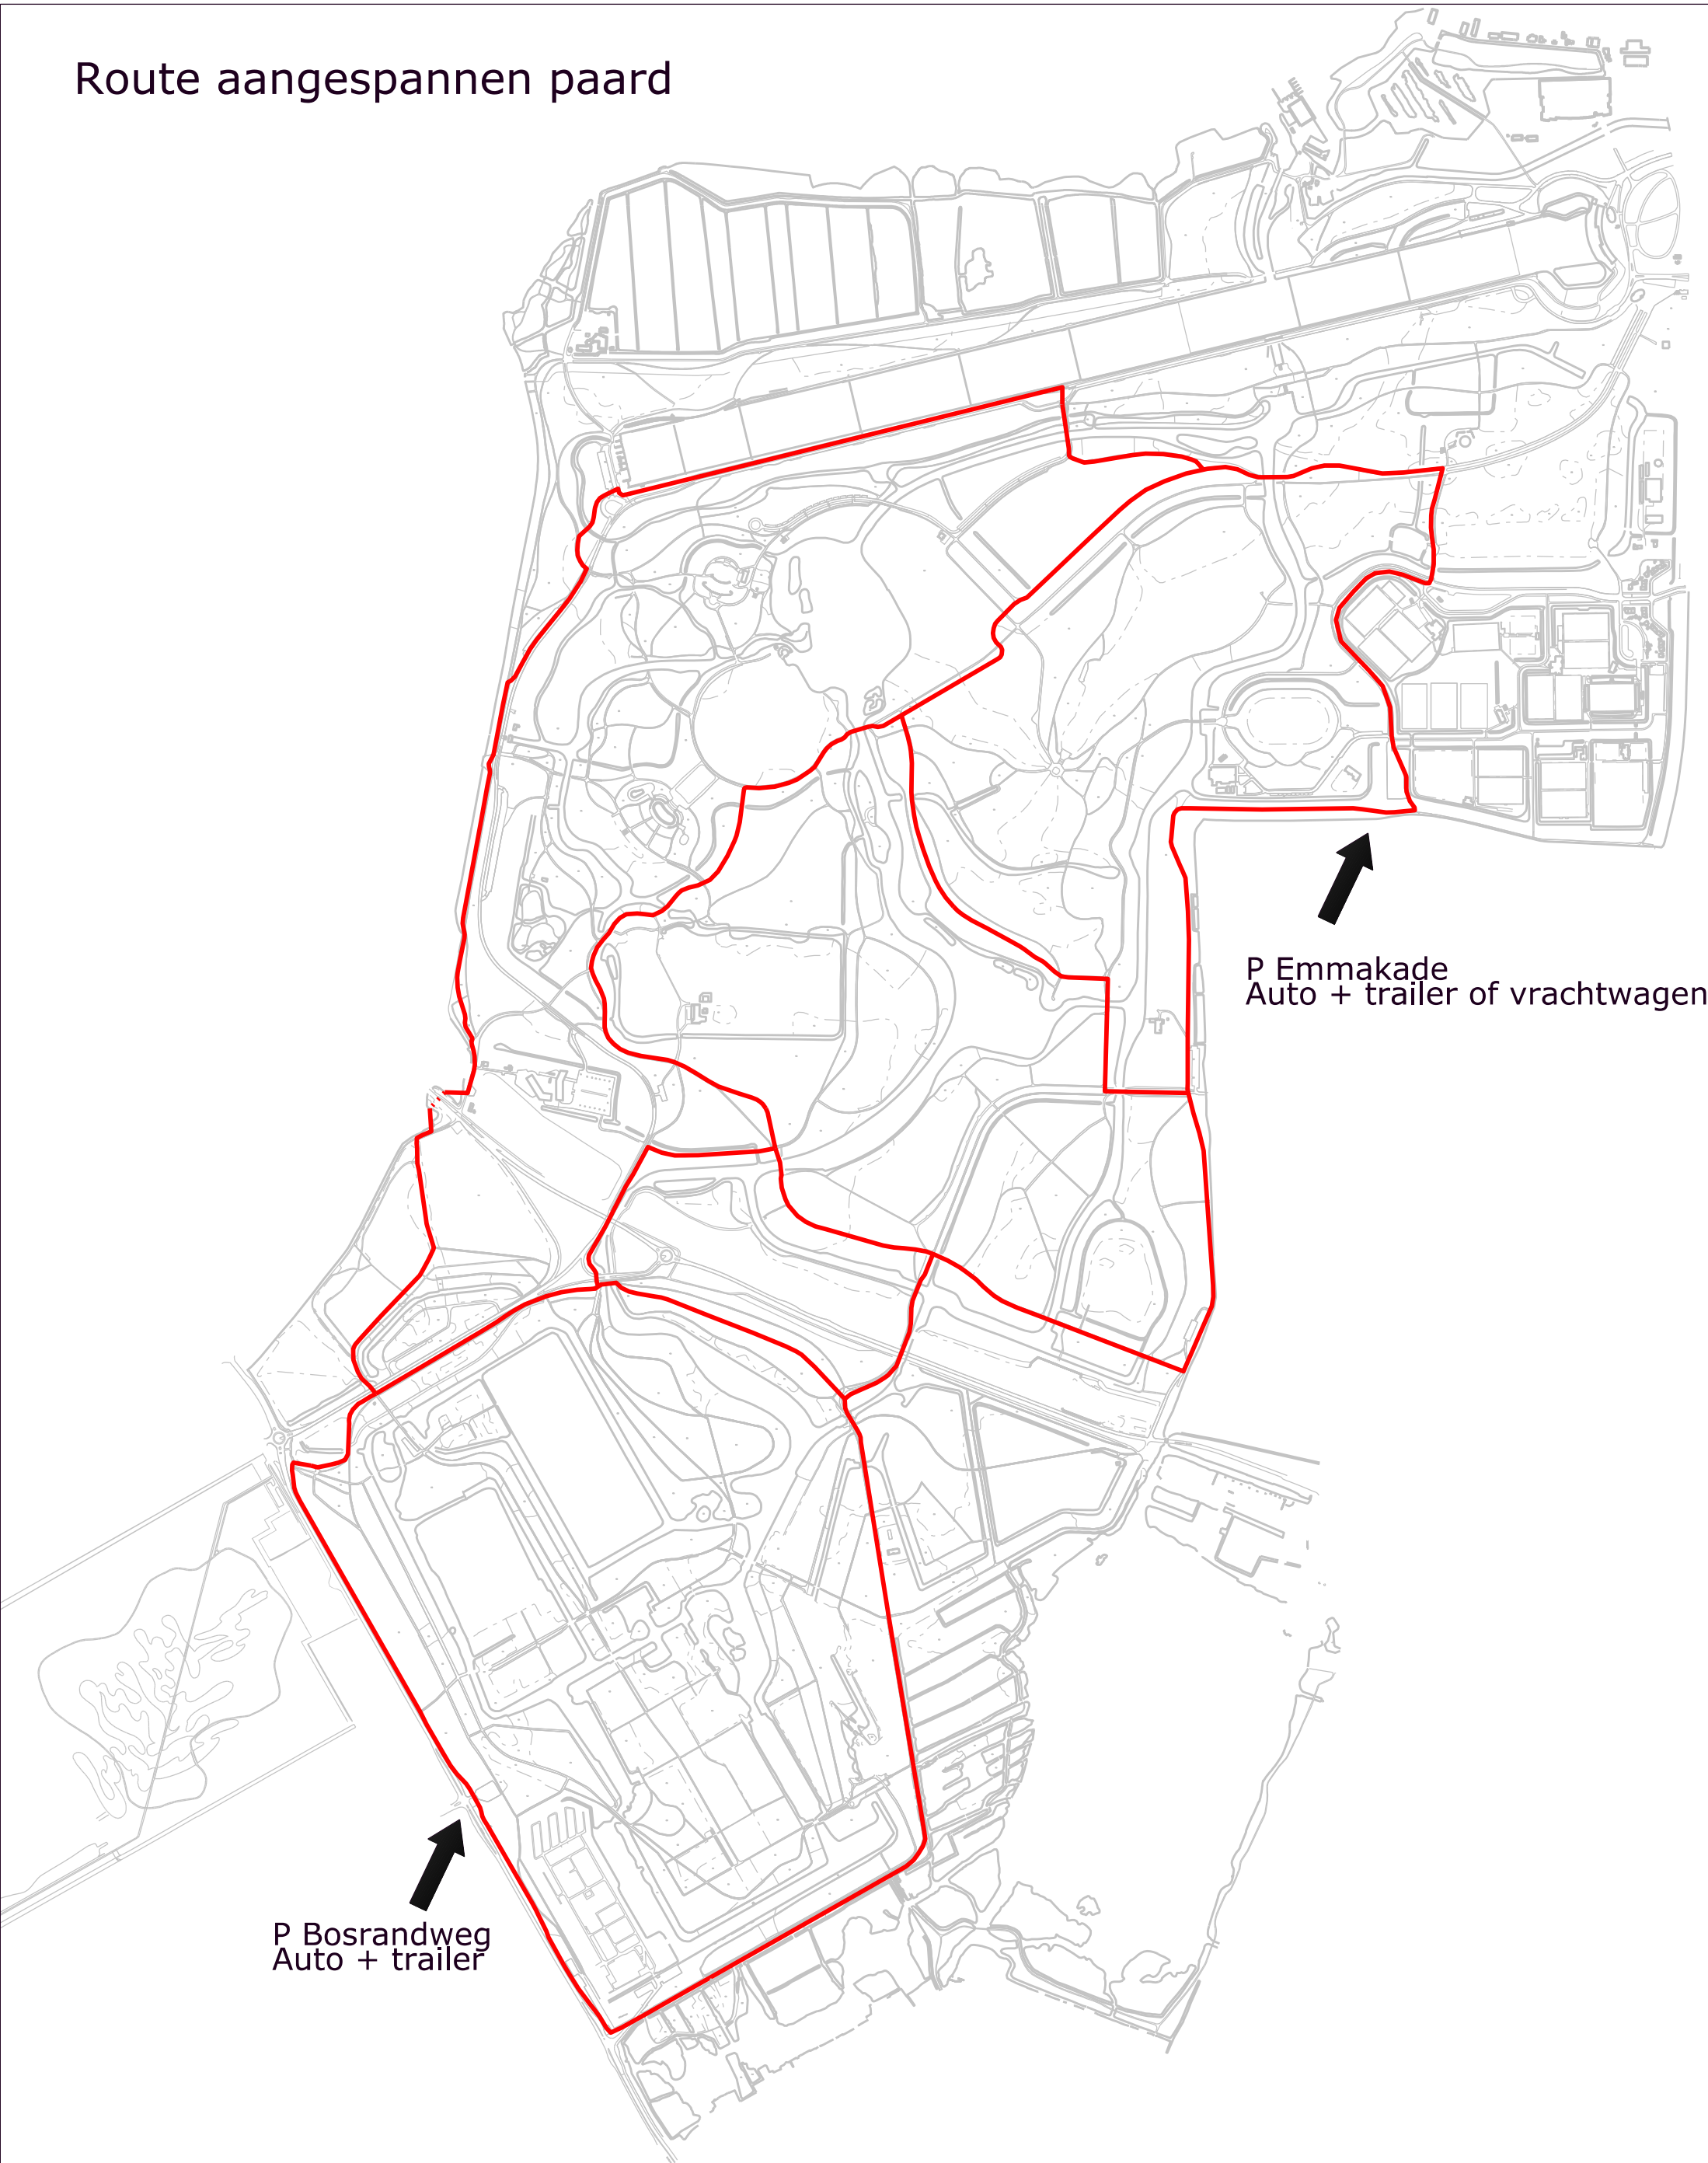 Route aangespannen paard
P Emmakade
Auto + trailer of vrachtwagen
P Bosrandweg
Auto + trailer